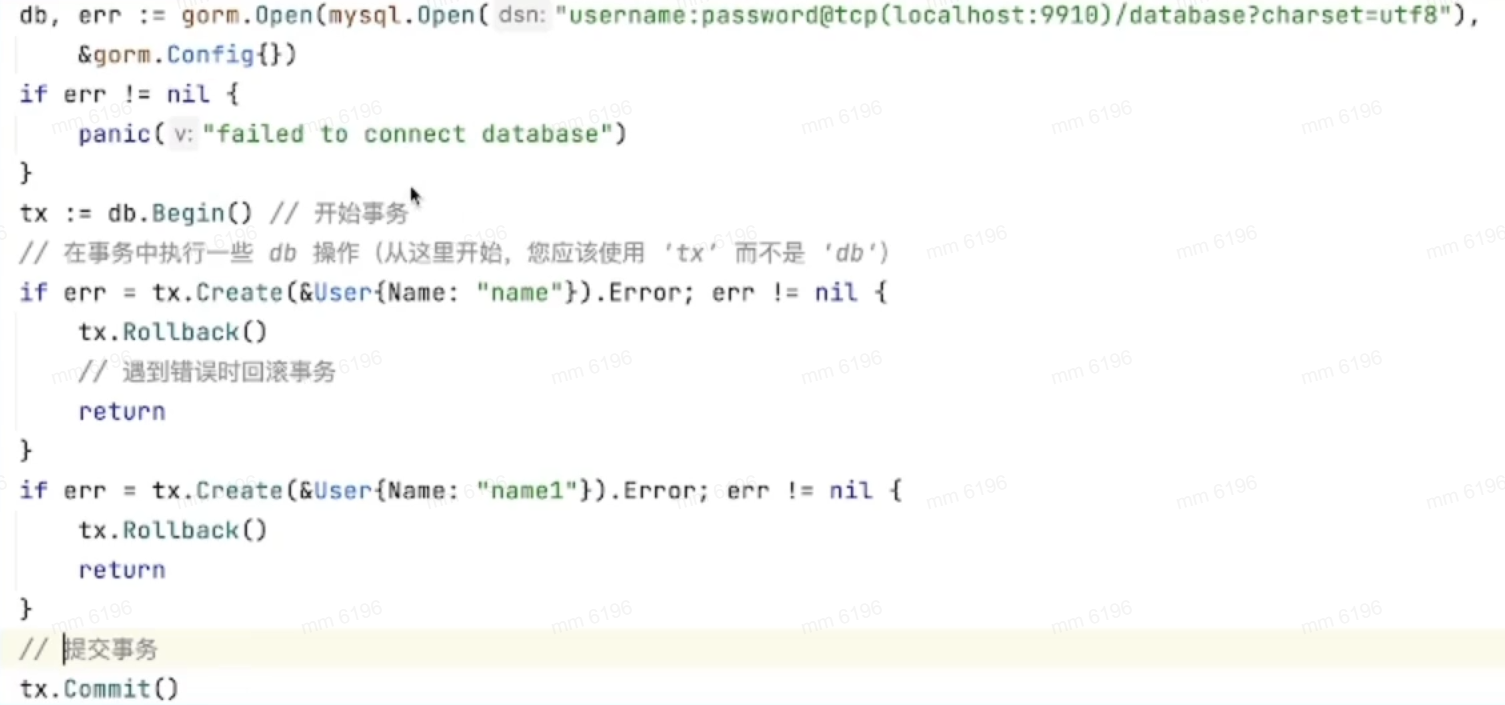 db, err := gorm.Open(mysql.Open( dsn: "username:password@tcp(localhost:9910)/database?charset=utf8"),
    &gorm.Config{})
if err != nil {
    panic( v: "failed to connect database")
}
tx := db.Begin() // 开始事务
// 在事务中执行一些 db 操作（从这里开始，您应该使用 'tx' 而不是 'db'）
if err = tx.Create(&User{Name: "name"}).Error; err != nil {
    tx.Rollback()
    // 遇到错误时回滚事务
    return
}
if err = tx.Create(&User{Name: "name1"}).Error; err != nil {
    tx.Rollback()
    return
}
// 提交事务
tx.Commit()
mm 6196